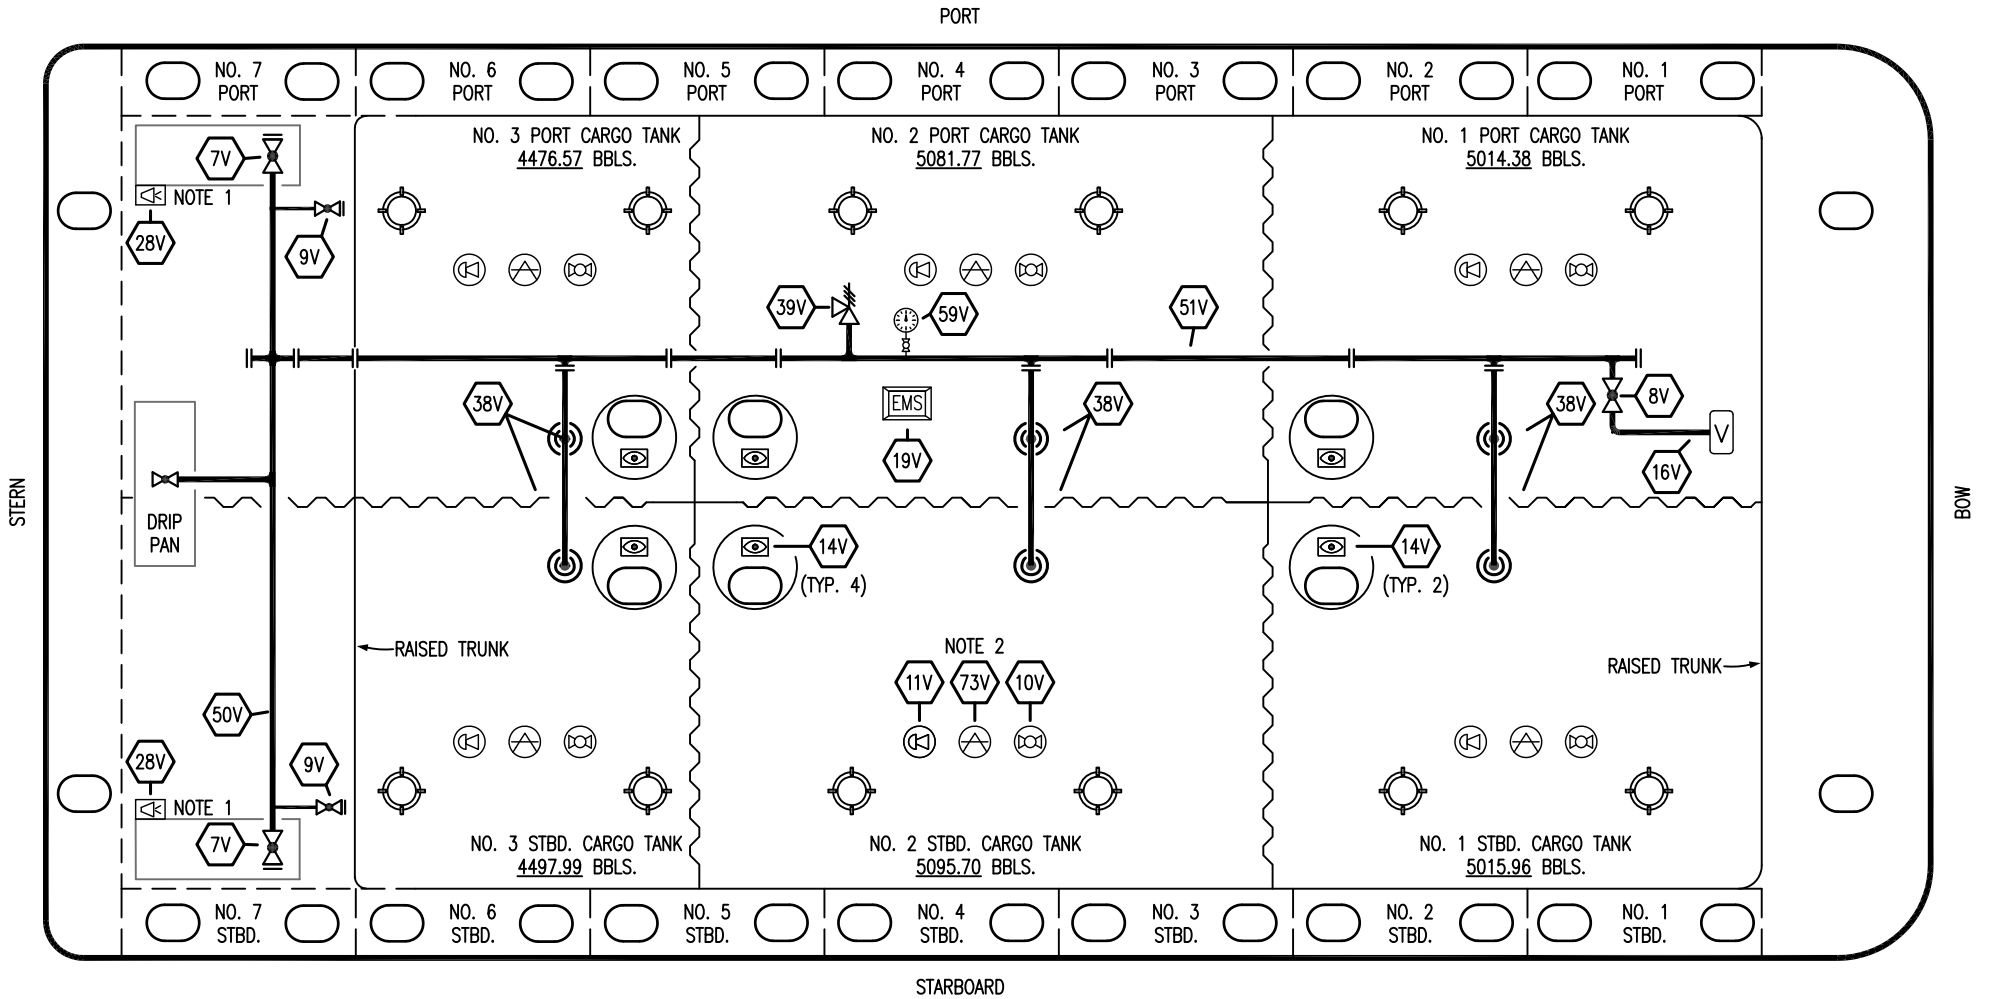 PORT
NO. 7
PORT
NO. 6
PORT
NO. 5
PORT
NO. 4
PORT
NO. 3
PORT
NO. 2
PORT
NO. 1
PORT
NO. 3 PORT CARGO TANK
4476.57 BBLS.
NO. 2 PORT CARGO TANK
5081.77 BBLS.
NO. 1 PORT CARGO TANK
5014.38 BBLS.
7V
NOTE 1
28V
9V
39V
59V
51V
38V
EMS
19V
38V
38V
8V
V
16V
STERN
BOW
DRIP
PAN
14V
(TYP. 4)
14V
(TYP. 2)
RAISED TRUNK
NOTE 2
RAISED TRUNK
11V
73V
10V
50V
28V
9V
NOTE 1
7V
NO. 3 STBD. CARGO TANK
4497.99 BBLS.
NO. 2 STBD. CARGO TANK
5095.70 BBLS.
NO. 1 STBD. CARGO TANK
5015.96 BBLS.
NO. 7
STBD.
NO. 6
STBD.
NO. 5
STBD.
NO. 4
STBD.
NO. 3
STBD.
NO. 2
STBD.
NO. 1
STBD.
STARBOARD